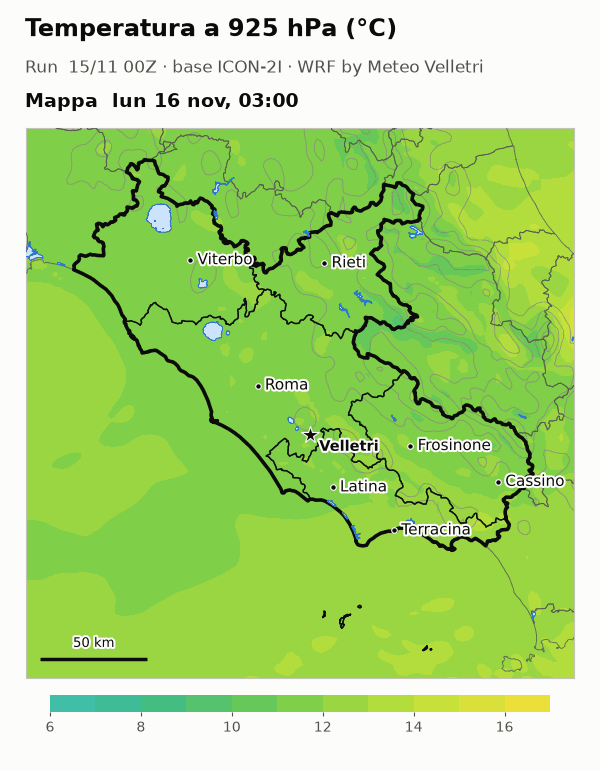 Temperatura a 925 hPa (°C)
Run  15/11 00Z · base ICON-2I · WRF by Meteo Velletri
Mappa  lun 16 nov, 03:00
Viterbo
Rieti
Roma
Velletri
Frosinone
Latina
Cassino
Terracina
50 km
6 8 10 12 14 16